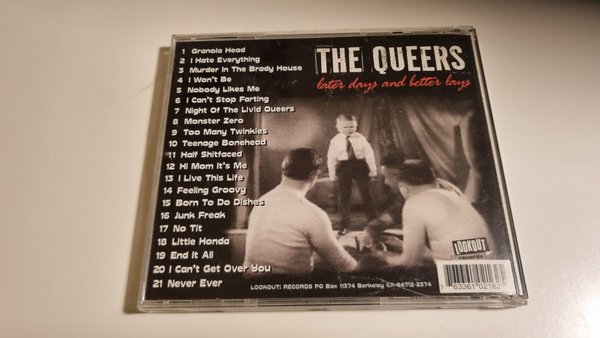 1 Granola Head
2 I Hate Everything
3 Murder In The Brady House
4 I Won't Be
5 Nobody Likes Me
6 I Can't Stop Farting
7 Night Of The Livid Queers
8 Monster Zero
9 Too Many Twinkies
10 Teenage Bonehead
11 Half Shitfaced
12 Hi Mom It's Me
13 I Live This Life
14 Feeling Groovy
15 Born To Do Dishes
16 Junk Freak
17 No Tit
18 Little Honda
19 End It All
20 I Can't Get Over You
21 Never Ever
THE QUEERS
later days and better lays
LOOKOUT
records
LOOKOUT! RECORDS PO Box 11374 Berkeley CA 94712-2374
63361 02162